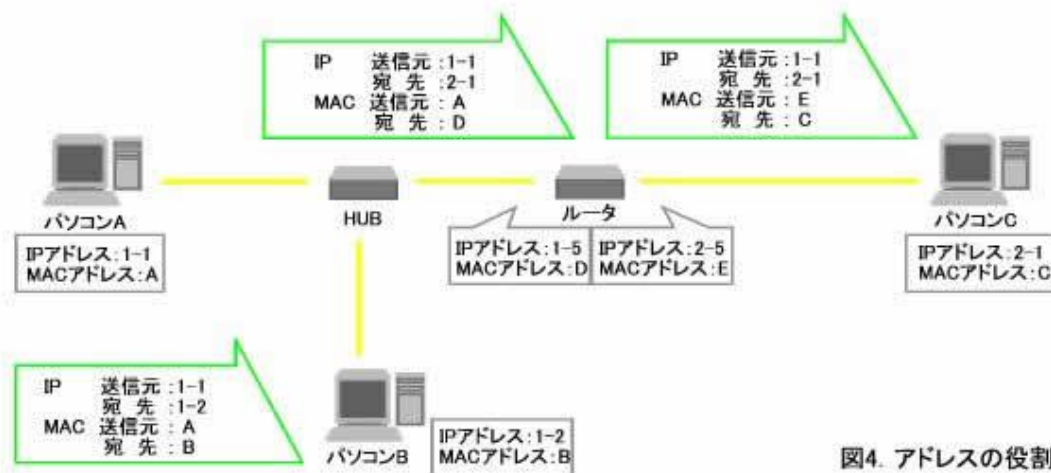 IP 送信元:1-1
宛 先:2-1
MAC 送信元:A
宛 先:D
IP 送信元:1-1
宛 先:2-1
MAC 送信元:E
宛 先:C
パソコンA
IPアドレス:1-1
MACアドレス:A
HUB
ルータ
IPアドレス:1-5
MACアドレス:D
IPアドレス:2-5
MACアドレス:E
パソコンC
IPアドレス:2-1
MACアドレス:C
IP 送信元:1-1
宛 先:1-2
MAC 送信元:A
宛 先:B
パソコンB
IPアドレス:1-2
MACアドレス:B
図4. アドレスの役割